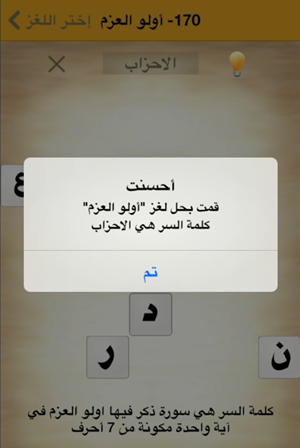 170- أولو العزم إختر اللغز
الاحزاب
ع
أحسنت
قمت بحل لغز "أولو العزم"
كلمة السر هي الاحزاب
تم
د
ر ن
كلمة السر هي سورة ذكر فيها اولو العزم في
آية واحدة مكونة من 7 أحرف